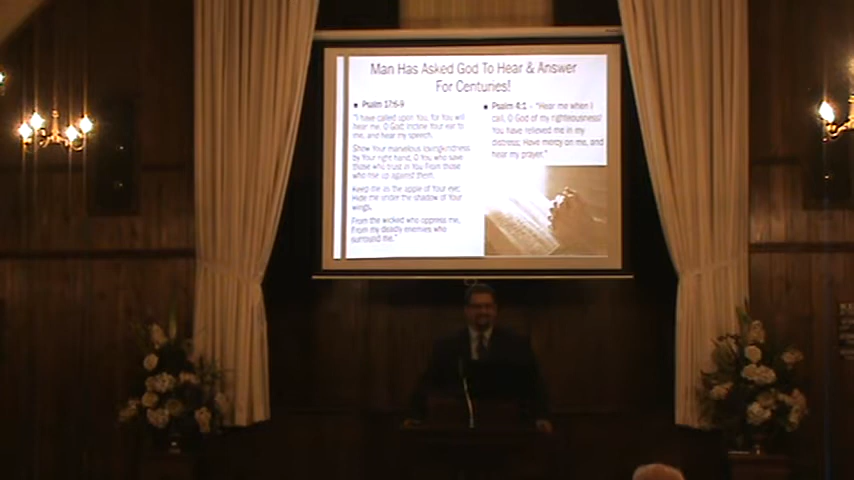 Man Has Asked God To Hear & Answer
For Centuries!
Psalm 17:6-9
"I have called upon You, for You will
hear me, O God; Incline Your ear to
me, and hear my speech.
Show Your marvelous lovingkindness
by Your right hand, O You who save
those who trust in You From those
who rise up against them.
Keep me as the apple of Your eye;
Hide me under the shadow of Your
wings,
From the wicked who oppress me,
From my deadly enemies who
surround me."
Psalm 4:1 - "Hear me when I
call, O God of my righteousness!
You have relieved me in my
distress; Have mercy on me, and
hear my prayer."